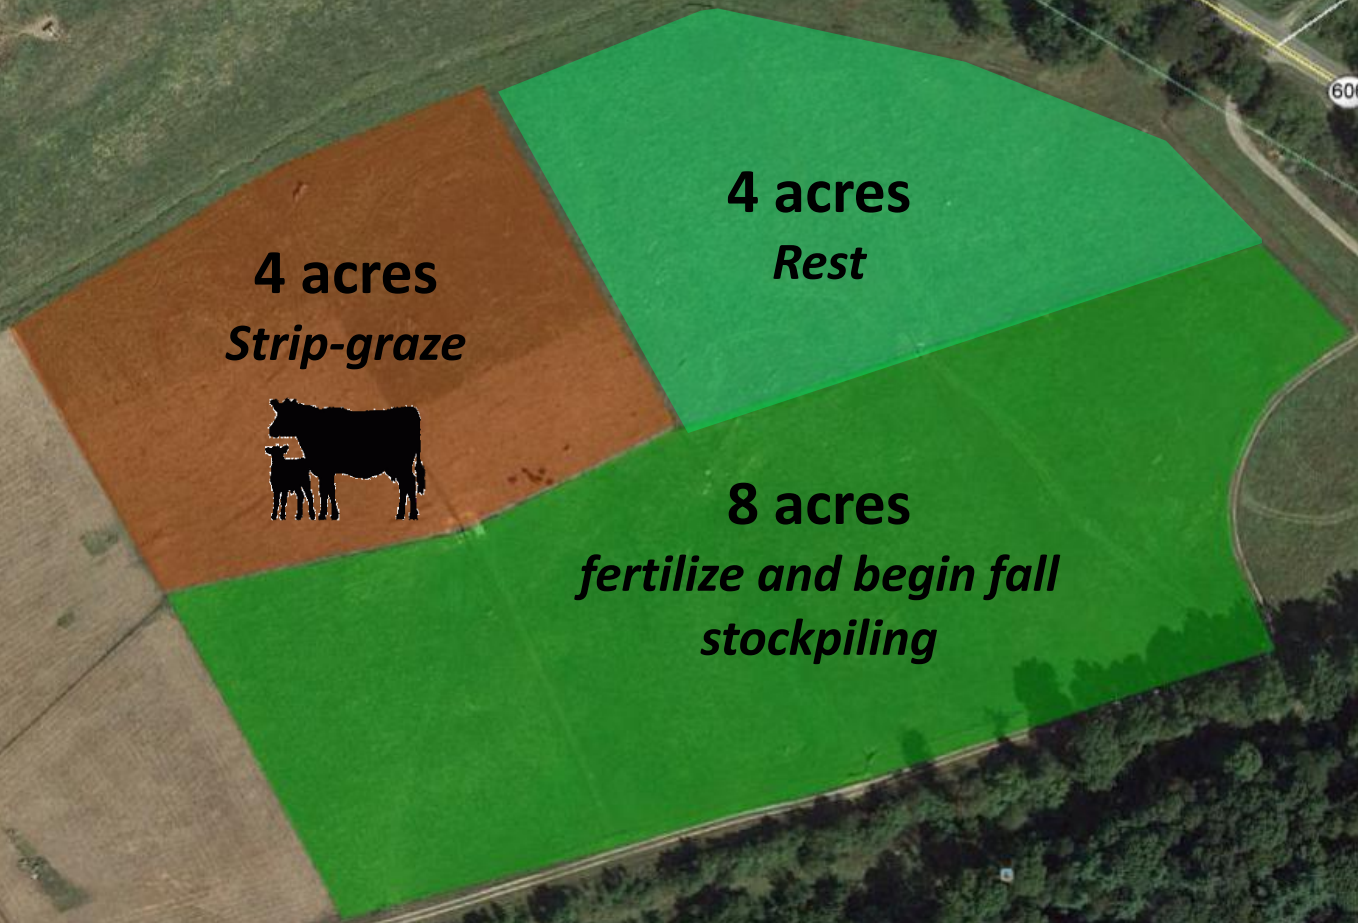 4 acres
Rest
4 acres
Strip-graze
8 acres
fertilize and begin fall
stockpiling